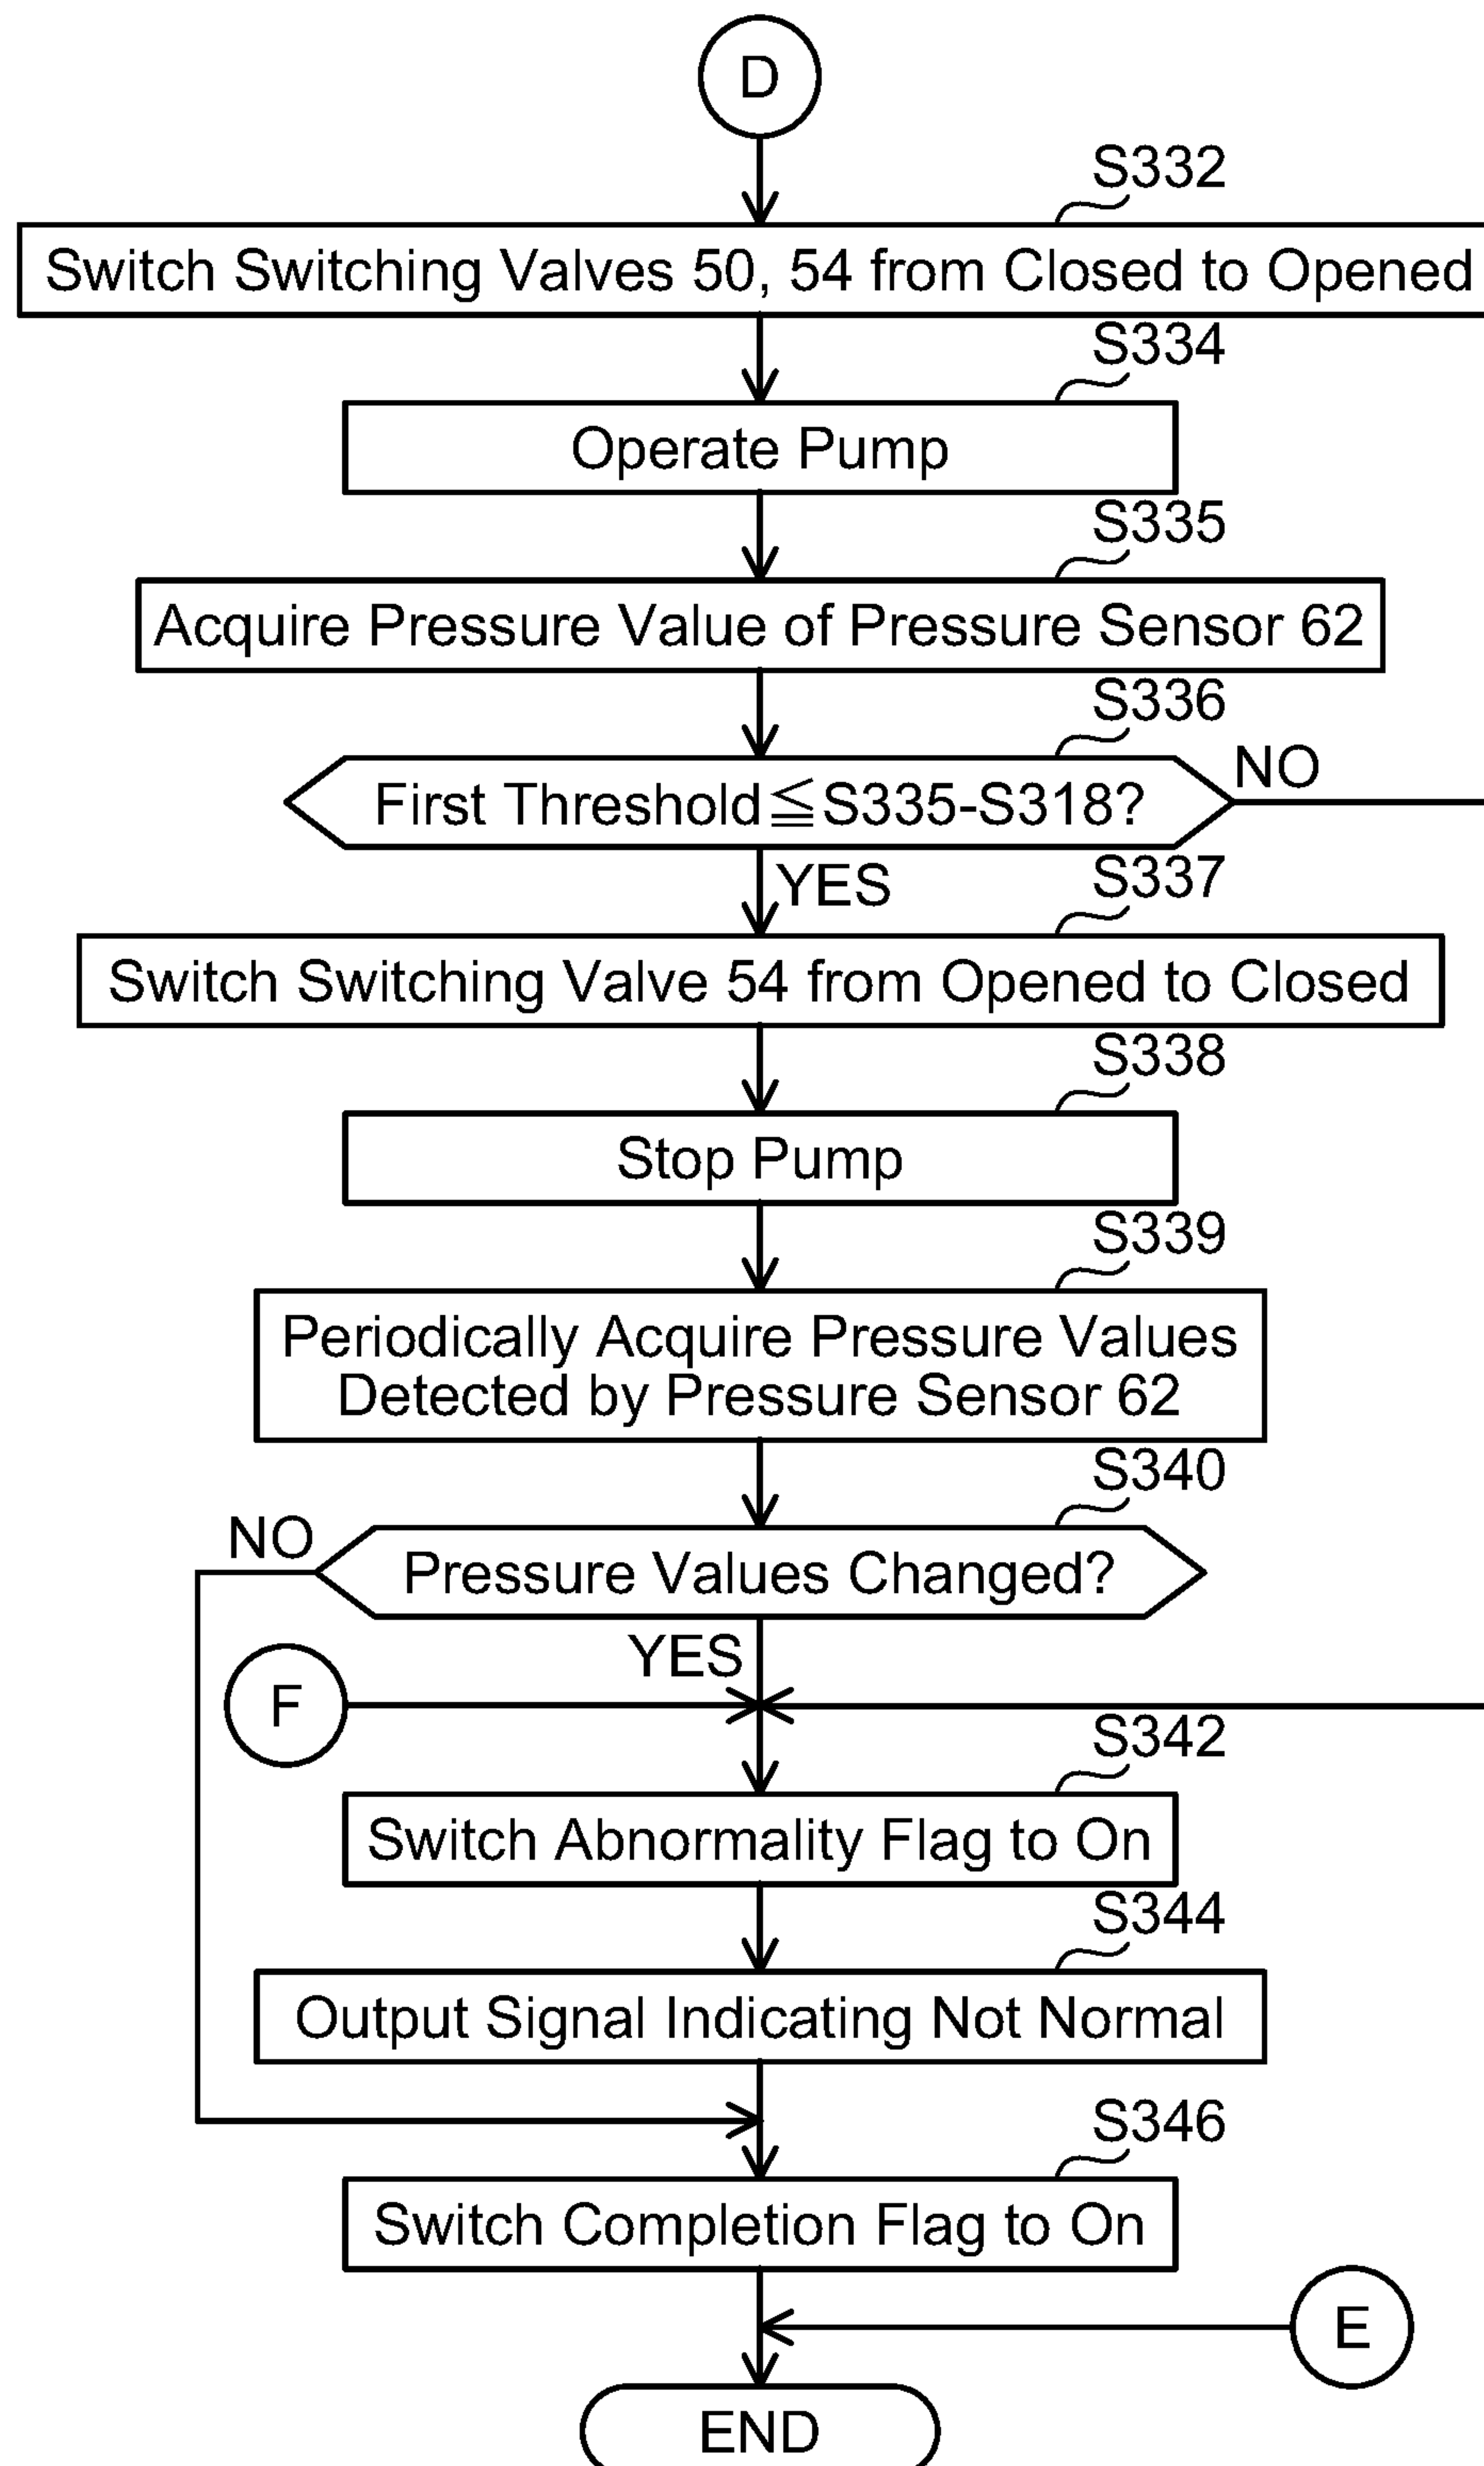 D
S332
Switch Switching Valves 50, 54 from Closed to Opened
S334
Operate Pump
S335
Acquire Pressure Value of Pressure Sensor 62
S336
First Threshold≦S335-S318?
NO
YES
S337
Switch Switching Valve 54 from Opened to Closed
S338
Stop Pump
S339
Periodically Acquire Pressure Values
Detected by Pressure Sensor 62
S340
NO
Pressure Values Changed?
YES
F
S342
Switch Abnormality Flag to On
S344
Output Signal Indicating Not Normal
S346
Switch Completion Flag to On
E
END